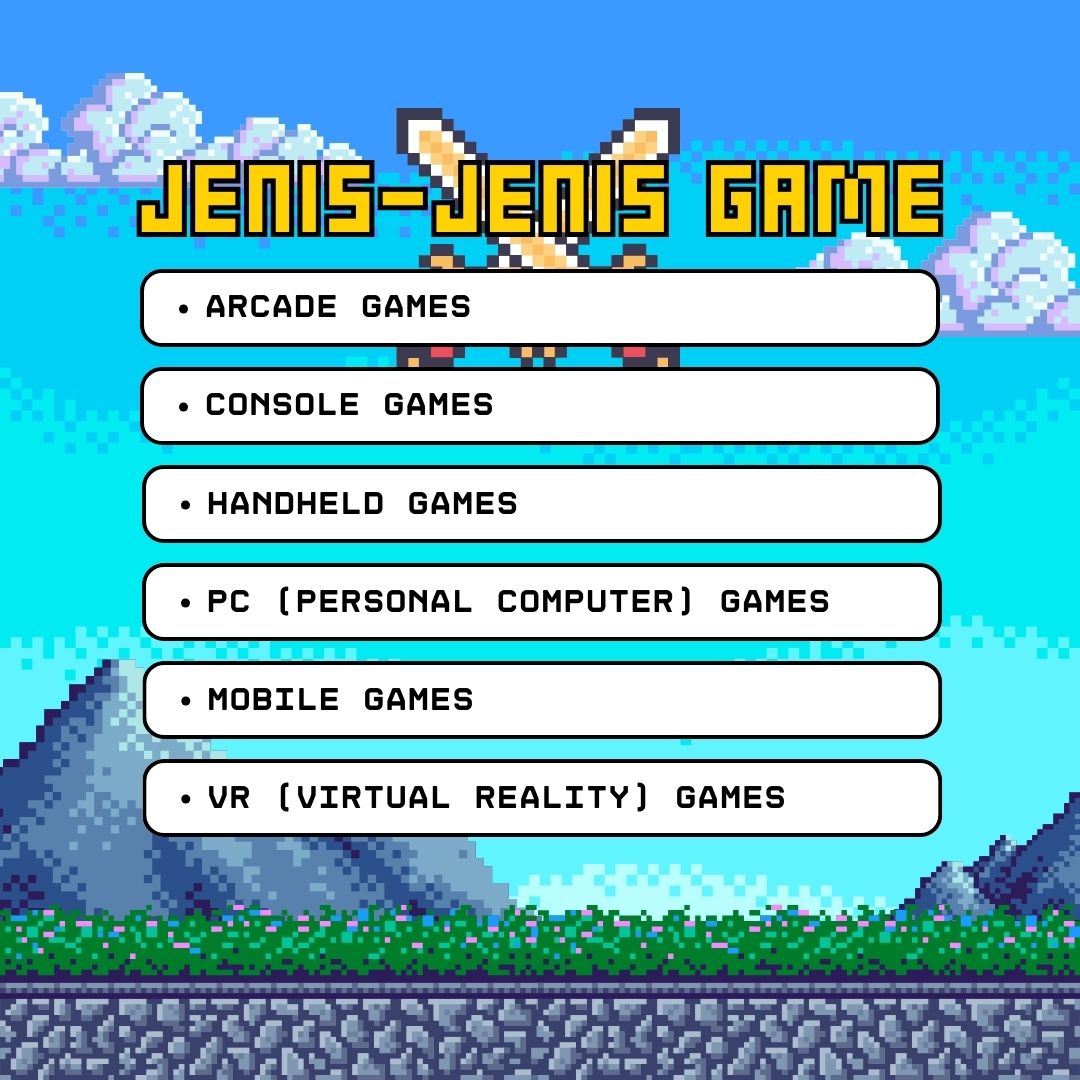 JENIS-JENIS GAME
• ARCADE GAMES
• CONSOLE GAMES
• HANDHELD GAMES
• PC (PERSONAL COMPUTER) GAMES
• MOBILE GAMES
• VR (VIRTUAL REALITY) GAMES